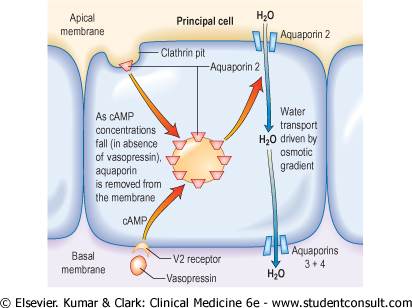 Apical
membrane
Principal cell
H₂O
Aquaporin 2
Clathrin pit
Aquaporin 2
As cAMP
concentrations
fall (in absence
of vasopressin),
aquaporin
is removed from
the membrane
Water
transport
driven by
osmotic
gradient
H₂O
cAMP
Basal
membrane
V2 receptor
Vasopressin
Aquaporins
3 + 4
H₂O
© Elsevier. Kumar & Clark: Clinical Medicine 6e - www.studentconsult.com